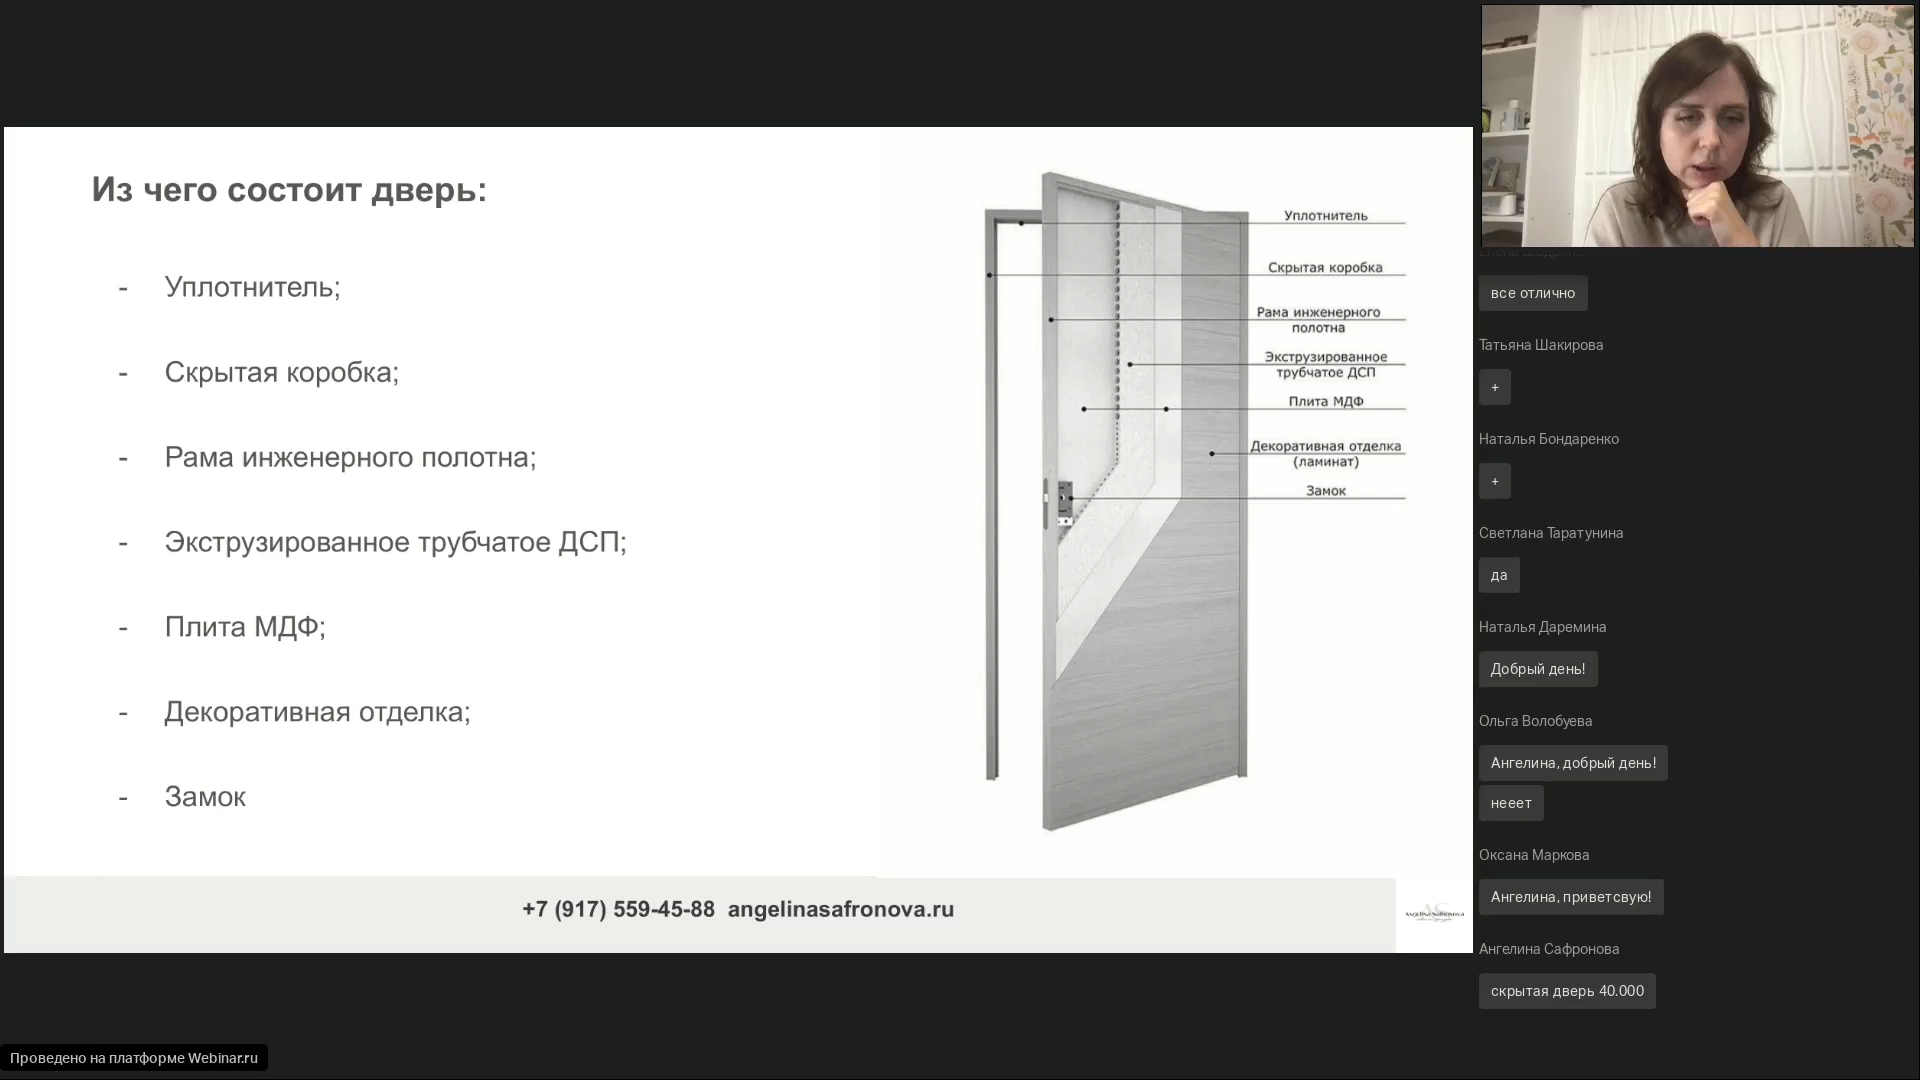 Из чего состоит дверь:
- Уплотнитель;
- Скрытая коробка;
- Рама инженерного полотна;
- Экструзированное трубчатое ДСП;
- Плита МДФ;
- Декоративная отделка;
- Замок
Уплотнитель
Скрытая коробка
Рама инженерного
полотна
Экструзированное
трубчатое ДСП
Плита МДФ
Декоративная отделка
(ламинат)
Замок
+7 (917) 559-45-88 angelinasafronova.ru
все отлично
Татьяна Шакирова
+
Наталья Бондаренко
+
Светлана Таратунина
да
Наталья Даремина
Добрый день!
Ольга Волобуева
Ангелина, добрый день!
нееет
Оксана Маркова
Ангелина, приветсвую!
Ангелина Сафронова
скрытая дверь 40.000
Проведено на платформе Webinar.ru